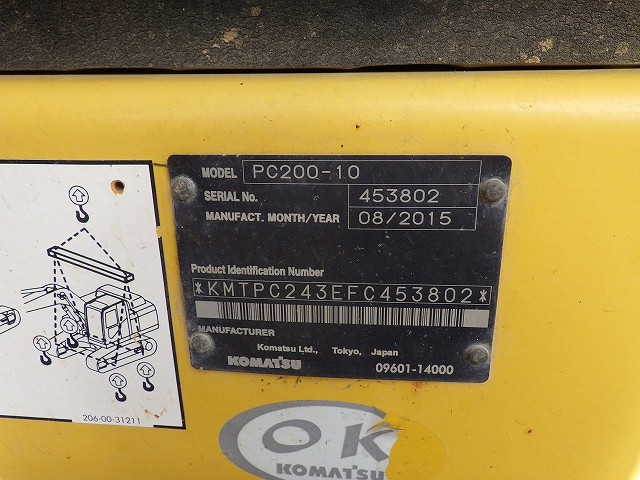 MODEL PC200-10
SERIAL No. 453802
MANUFACT. MONTH/YEAR 08/2015
Product Identification Number
*KMTPC243EFC453802*
MANUFACTURER
Komatsu Ltd., Tokyo, Japan
KOMATSU 09601-14000
206-00-31211
OK
KOMATSU